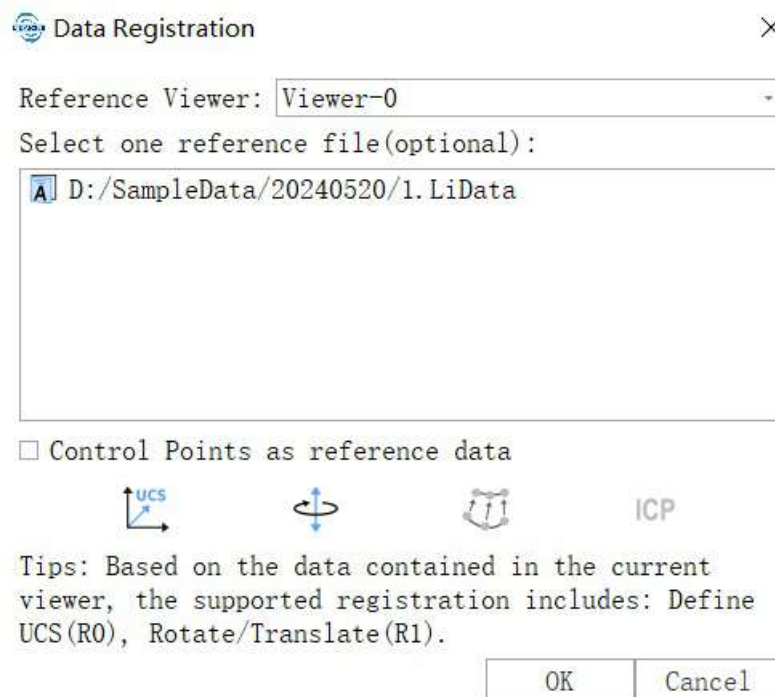 Data Registration
Reference Viewer: Viewer-0
Select one reference file(optional):
A D:/SampleData/20240520/1.LiData
Control Points as reference data
UCS
ICP
Tips: Based on the data contained in the current
viewer, the supported registration includes: Define
UCS(R0), Rotate/Translate(R1).
OK Cancel